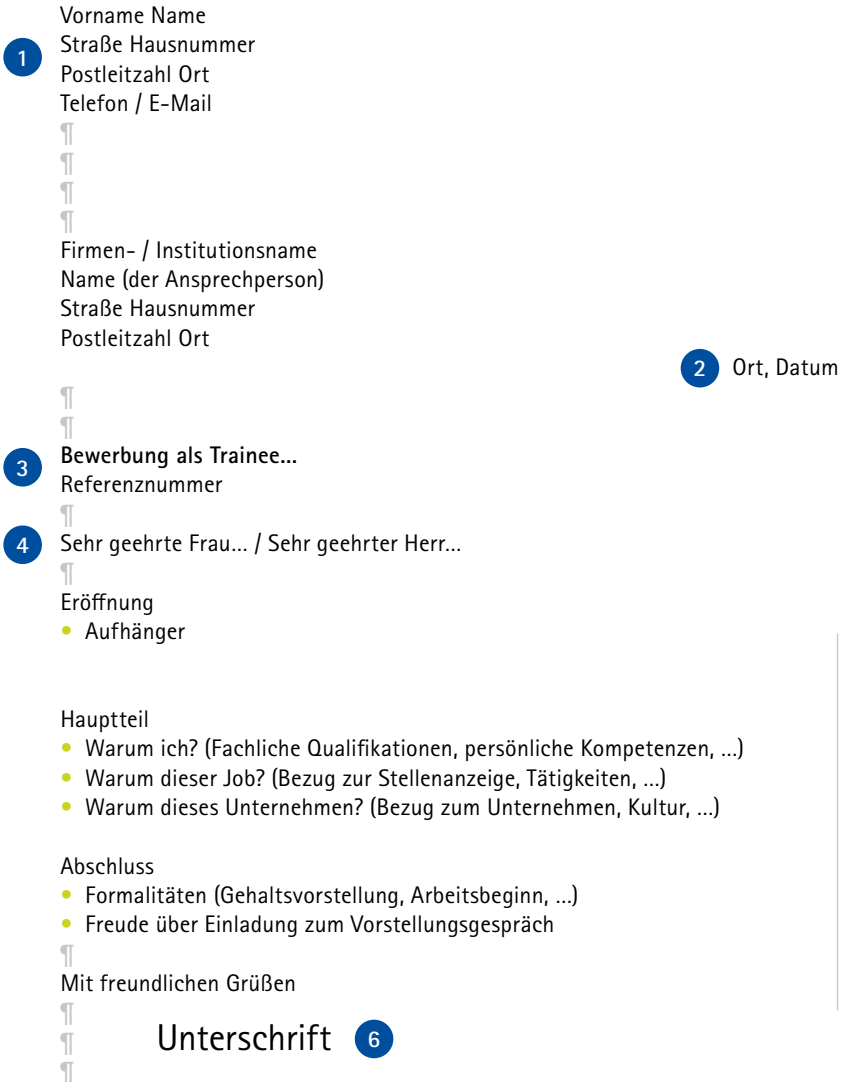 Vorname Name
1 Straße Hausnummer
Postleitzahl Ort
Telefon / E-Mail
¶
¶
¶
¶
Firmen- / Institutionsname
Name (der Ansprechperson)
Straße Hausnummer
Postleitzahl Ort
2 Ort, Datum
¶
¶
3 Bewerbung als Trainee...
Referenznummer
¶
4 Sehr geehrte Frau... / Sehr geehrter Herr...
¶
Eröffnung
• Aufhänger
Hauptteil
• Warum ich? (Fachliche Qualifikationen, persönliche Kompetenzen, ...)
• Warum dieser Job? (Bezug zur Stellenanzeige, Tätigkeiten, ...)
• Warum dieses Unternehmen? (Bezug zum Unternehmen, Kultur, ...)
Abschluss
• Formalitäten (Gehaltsvorstellung, Arbeitsbeginn, ...)
• Freude über Einladung zum Vorstellungsgespräch
¶
Mit freundlichen Grüßen
¶
¶ Unterschrift 6
¶